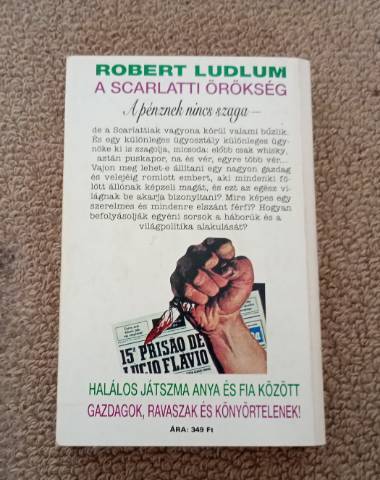 ROBERT LUDLUM
A SCARLATTI ÖRÖKSÉG
A pénznek nincs szaga –
de a Scarlattiak vagyona körül valami bűzlik.
És egy különleges ügyosztály különleges ügy-
nöke ki is szagolja, micsoda: előbb csak whisky,
aztán puskapor, na és vér, egyre több vér...
Vajon meg lehet-e állítani egy nagyon gazdag
és velejéig romlott embert, aki mindenki fö-
lött állónak képzeli magát, és ezt az egész vi-
lágnak be akarja bizonyítani? Mire képes egy
szerelmes és mindenre elszánt férfi? Hogyan
befolyásolják egyéni sorsok a háborúk és a
világpolitika alakulását?
15º PRISÃO DE
LUCIO FLAVIO
HALÁLOS JÁTSZMA ANYA ÉS FIA KÖZÖTT
GAZDAGOK, RAVASZAK ÉS KÖNYÖRTELENEK!
ÁRA: 349 Ft